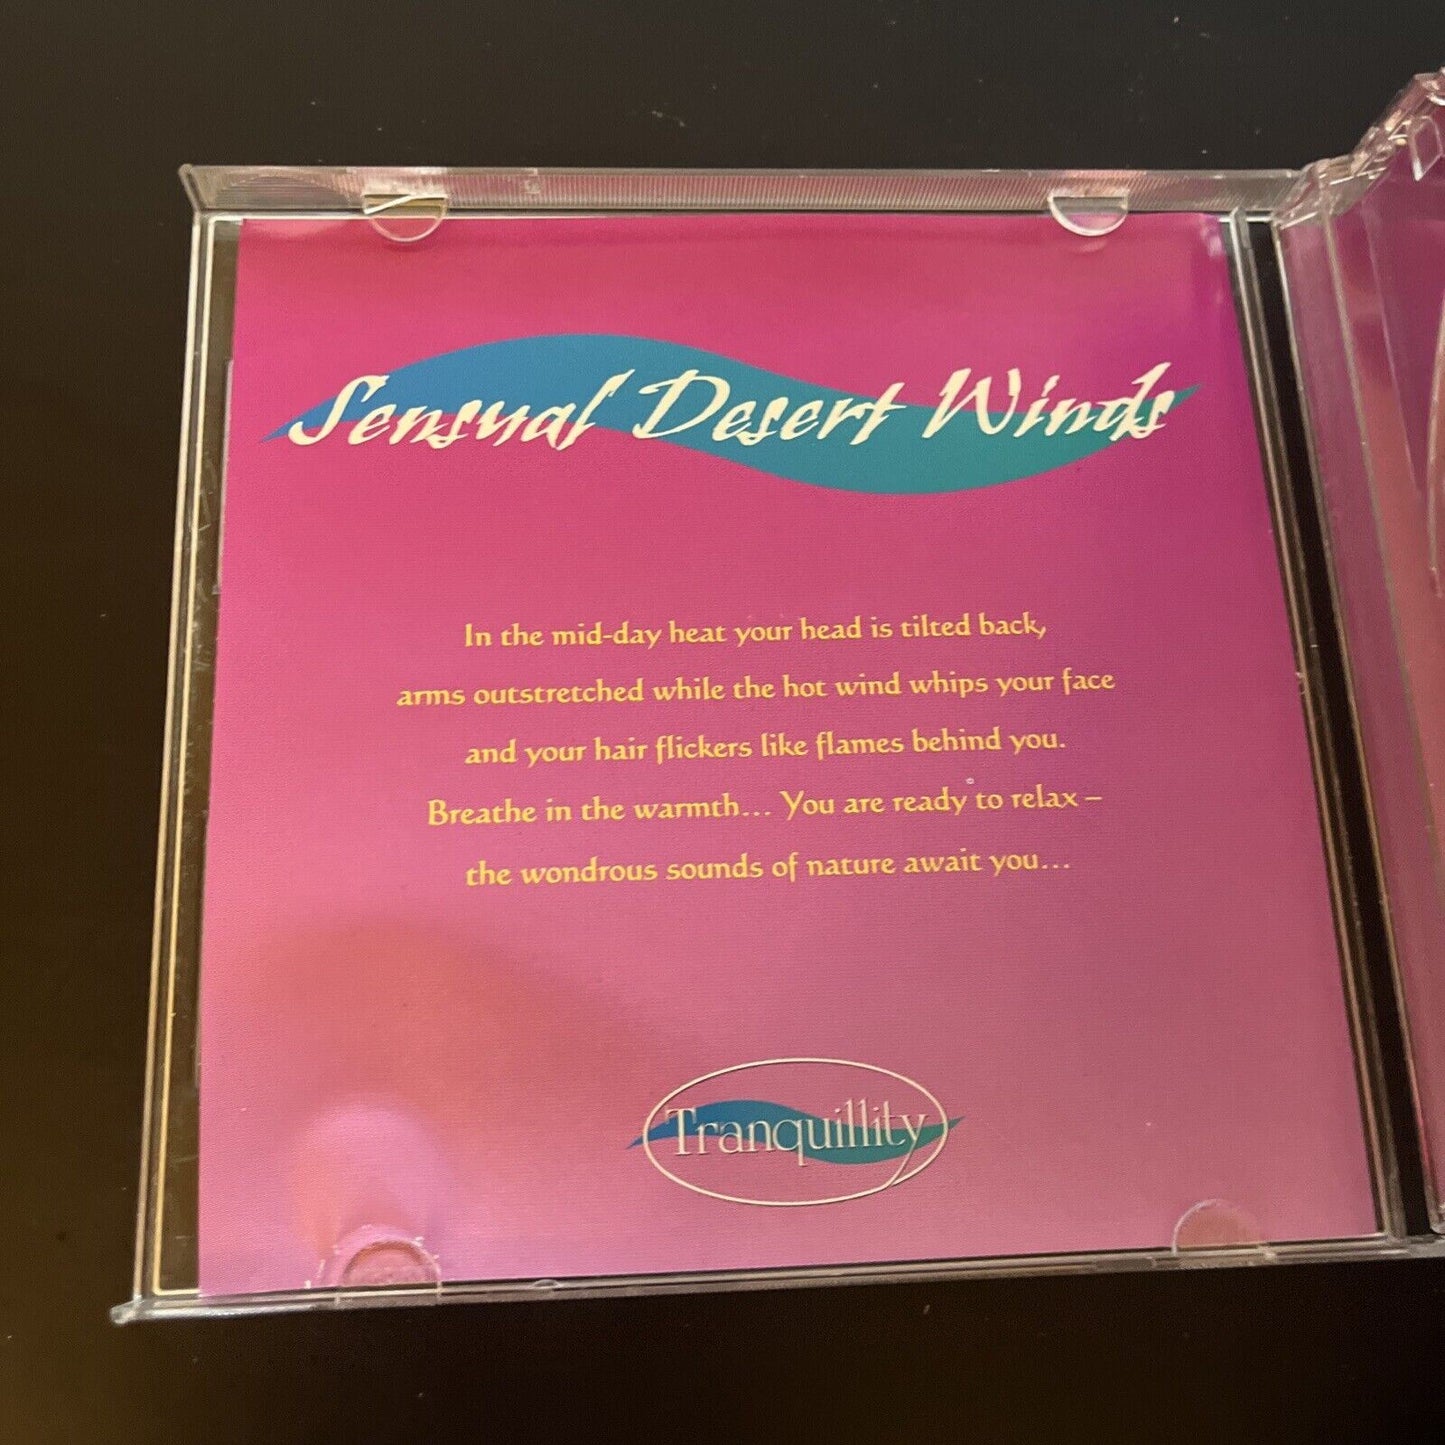 Sensual Desert Winds
In the mid-day heat your head is tilted back,
arms outstretched while the hot wind whips your face
and your hair flickers like flames behind you.
Breathe in the warmth... You are ready to relax –
the wondrous sounds of nature await you...
Tranquillity